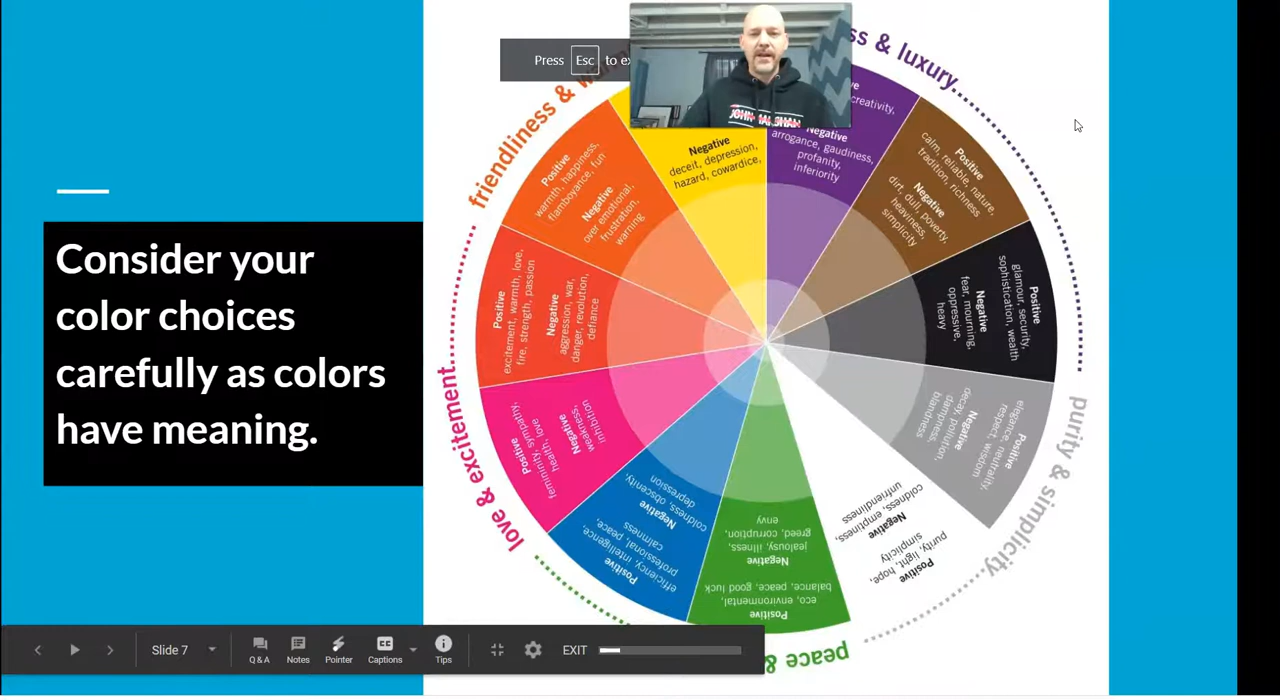 Consider your
color choices
carefully as colors
have meaning.
Press Esc to ex
JOHN MARSHAL
friendliness &
ss & luxury
purity & simplicity
peace &
love & excitement
Negative
deceit, depression,
hazard, cowardice,
creativity,
Negative
arrogance, gaudiness,
profanity,
inferiority
Positive
calm, reliable, nature,
tradition, richness
Negative
dirt, dull, poverty,
heaviness,
simplicity
Positive
glamour, security,
sophistication, wealth
Negative
fear, mourning,
oppressive,
heavy
Positive
elegance, neutrality,
respect, wisdom
Negative
decay, pollution,
dampness,
blandness
Positive
purity, light, hope,
simplicity
Negative
coldness, emptiness,
unfriendliness
Positive
eco, environmental,
balance, peace, good luck
Negative
jealousy, illness,
greed, corruption,
envy
Positive
efficiency, intelligence
professional, peace,
calmness
Negative
coldness, obscenity,
depression
Positive
femininity, sympathy,
health, love
Negative
weakness,
inhibition
Positive
excitement, warmth, love,
fire, strength, passion
Negative
aggression, war,
danger, revolution,
defiance
Positive
warmth, happiness,
flamboyance, fun
Negative
over emotional,
frustration,
warning
Slide 7
Q & A
Notes
Pointer
CC
Captions
Tips
EXIT